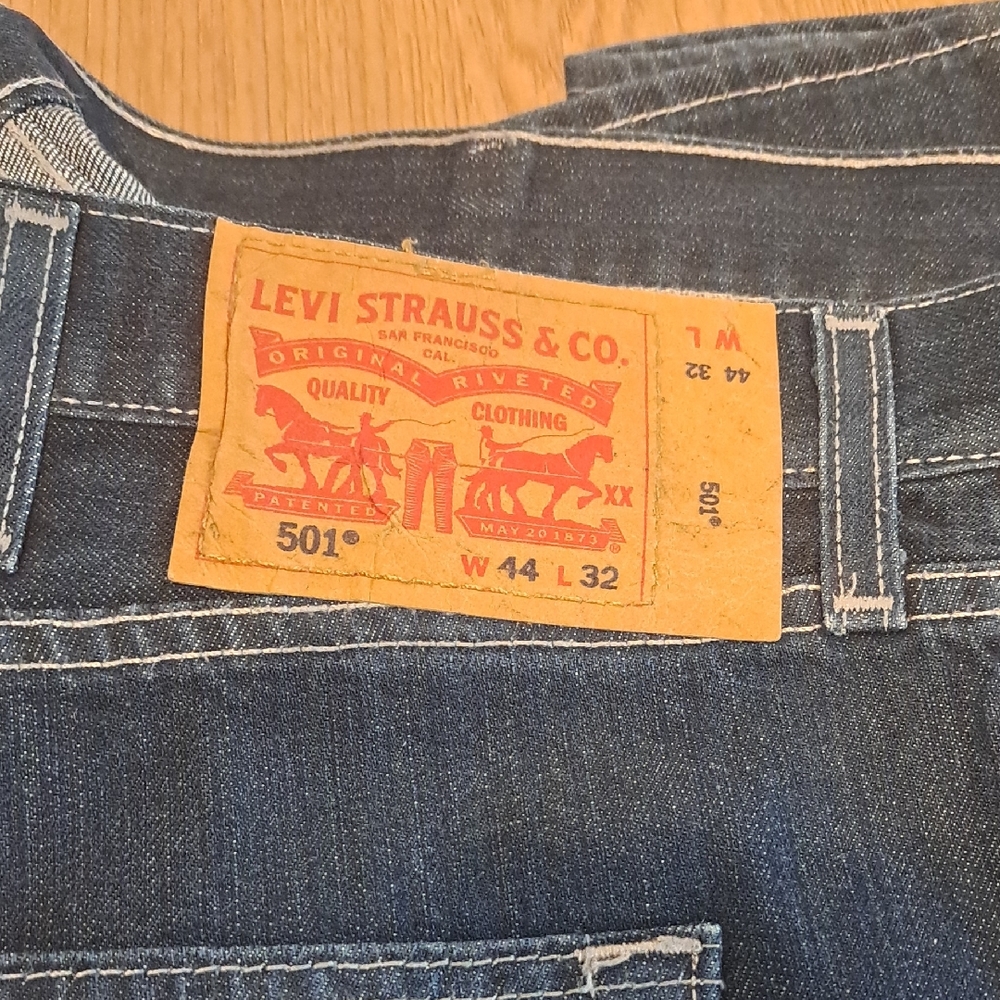 LEVI STRAUSS & CO.
SAN FRANCISCO
CAL.
ORIGINAL RIVETED
QUALITY CLOTHING
XX
PATENTED MAY 20 1873 ®
501®
W 44 L 32
W L
44 32
501®